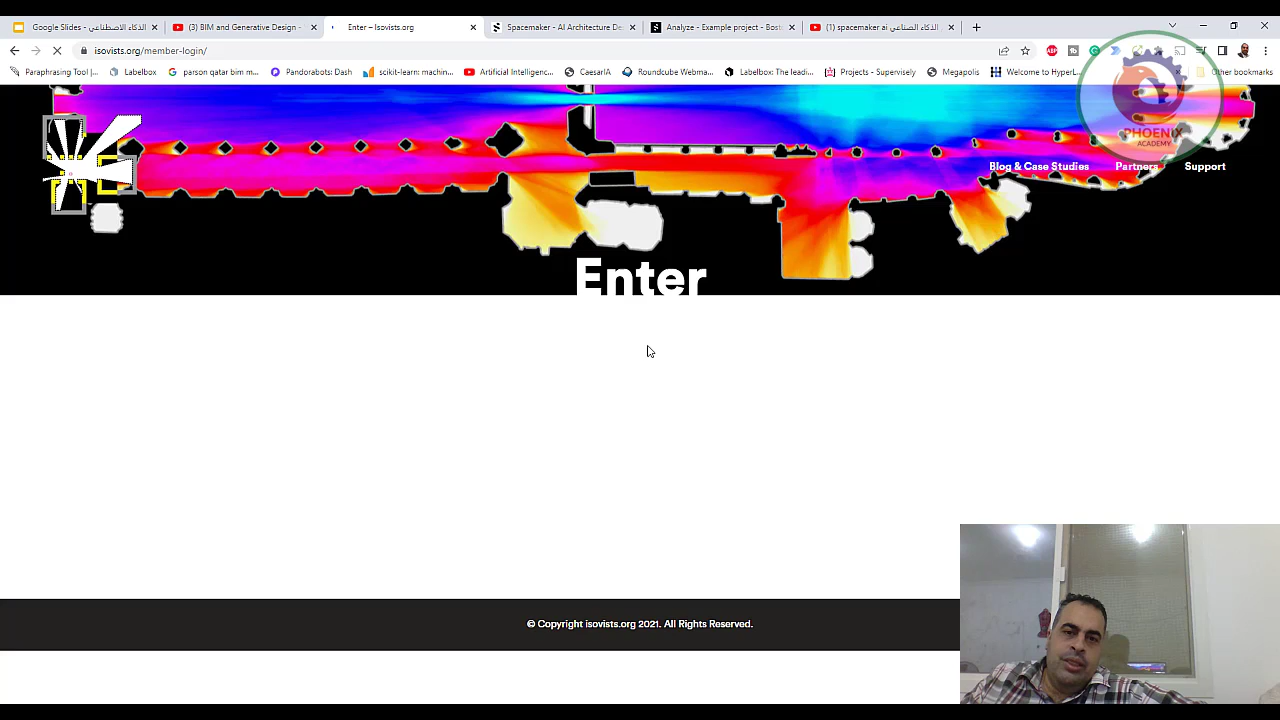 Google Slides - الذكاء الاصطناعي
(3) BIM and Generative Design -
Enter – Isovists.org
Spacemaker - AI Architecture De
Analyze - Example project - Bost
(1) spacemaker ai الذكاء الصناعي
isovists.org/member-login/
Paraphrasing Tool |...
Labelbox
parson qatar bim m...
Pandorabots: Dash
scikit-learn: machin...
Artificial Intelligenc...
CaesarIA
Roundcube Webma...
Labelbox: The leadi...
Projects - Supervisely
Megapolis
Welcome to HyperL...
Other bookmarks
PHOENIX
ACADEMY
Blog & Case Studies
Partners
Support
Enter
© Copyright isovists.org 2021. All Rights Reserved.